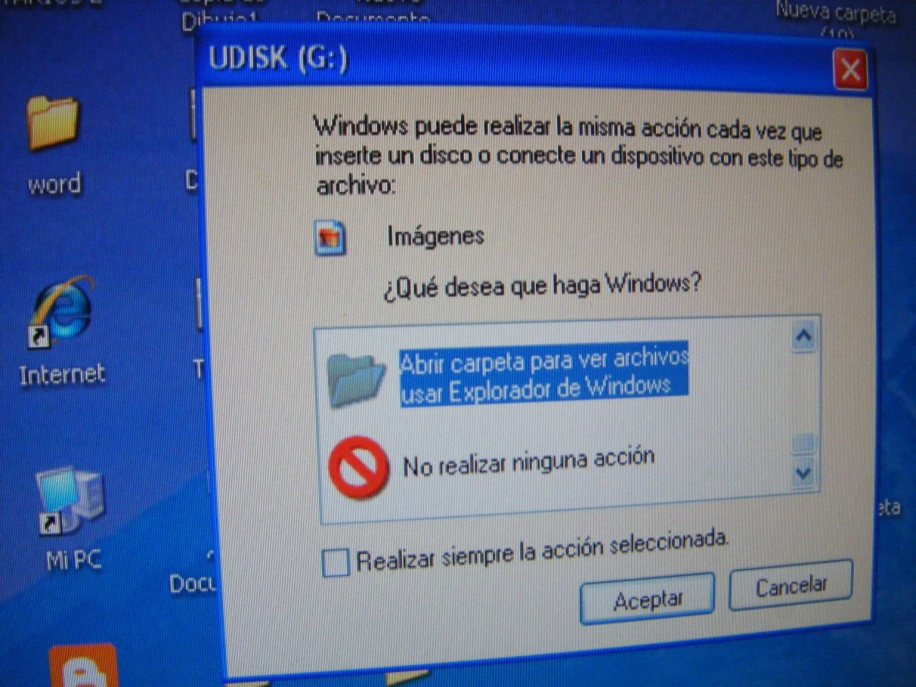 Nueva carpeta
(10)
Dibujo1
Documento
UDISK (G:)
Windows puede realizar la misma acción cada vez que
inserte un disco o conecte un dispositivo con este tipo de
archivo:
Imágenes
¿Qué desea que haga Windows?
Abrir carpeta para ver archivos
usar Explorador de Windows
No realizar ninguna acción
Realizar siempre la acción seleccionada.
Aceptar
Cancelar
word
Internet
Mi PC